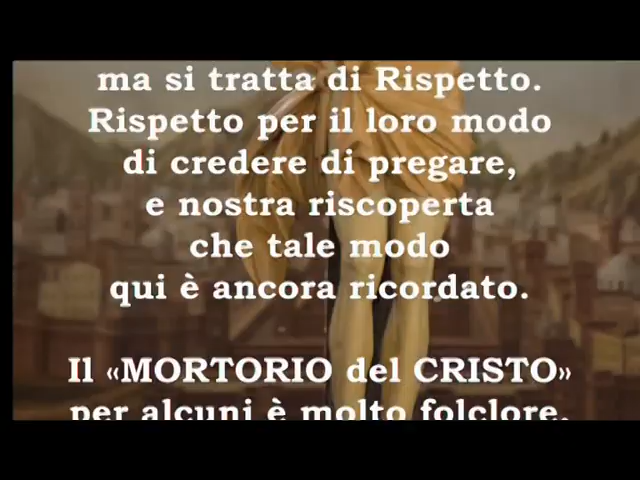 ma si tratta di Rispetto.
Rispetto per il loro modo
di credere di pregare,
e nostra riscoperta
che tale modo
qui è ancora ricordato.
Il «MORTORIO del CRISTO»
per alcuni è molto folclore,